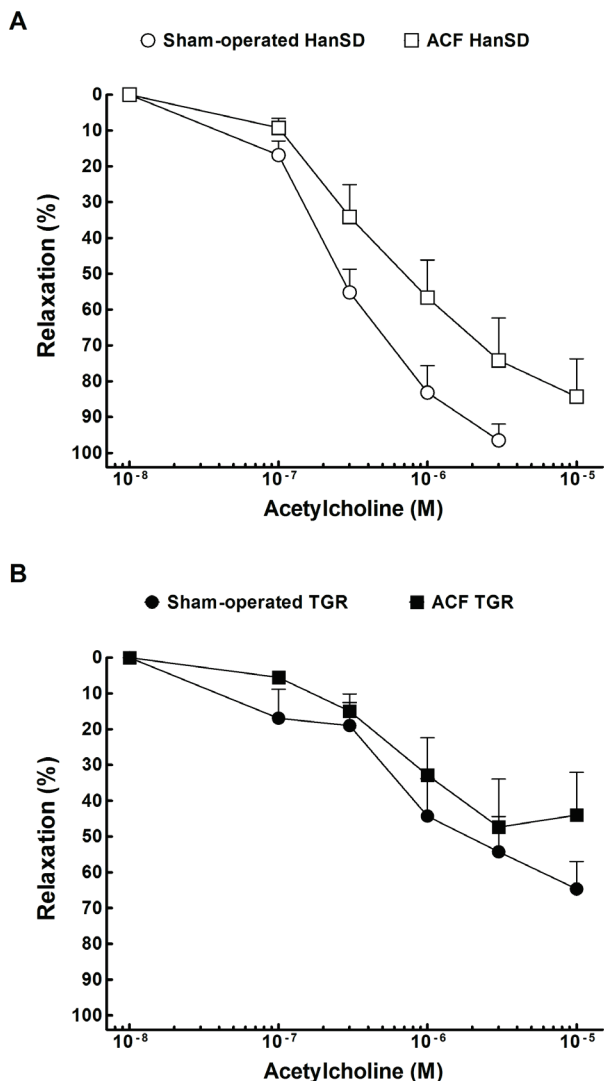 A
Sham-operated HanSD ACF HanSD
0
10
20
30
40
50
60
70
80
90
100
Relaxation (%)
10⁻⁸ 10⁻⁷ 10⁻⁶ 10⁻⁵
Acetylcholine (M)
B
Sham-operated TGR ACF TGR
0
10
20
30
40
50
60
70
80
90
100
Relaxation (%)
10⁻⁸ 10⁻⁷ 10⁻⁶ 10⁻⁵
Acetylcholine (M)